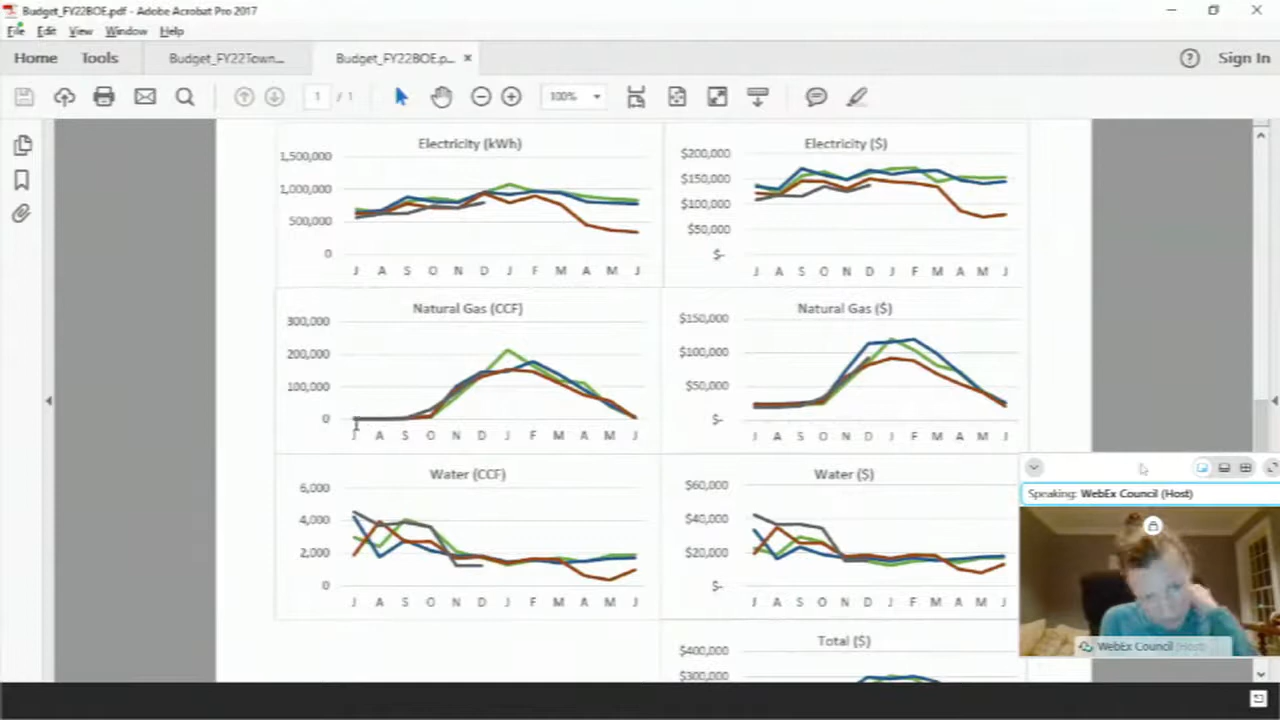 Budget_FY22BOE.pdf - Adobe Acrobat Pro 2017
File Edit View Window Help
Home Tools Budget_FY22Town... Budget_FY22BOE.p... × Sign In
1 / 1 100%
Electricity (kWh)
1,500,000
1,000,000
500,000
0
J A S O N D J F M A M J
Electricity ($)
$200,000
$150,000
$100,000
$50,000
$-
J A S O N D J F M A M J
Natural Gas (CCF)
300,000
200,000
100,000
0
J A S O N D J F M A M J
Natural Gas ($)
$150,000
$100,000
$50,000
$-
J A S O N D J F M A M J
Water (CCF)
6,000
4,000
2,000
0
J A S O N D J F M A M J
Water ($)
$60,000
$40,000
$20,000
$-
J A S O N D J F M A M J
Total ($)
$400,000
$300,000
Speaking: WebEx Council (Host)
WebEx Council (Host)